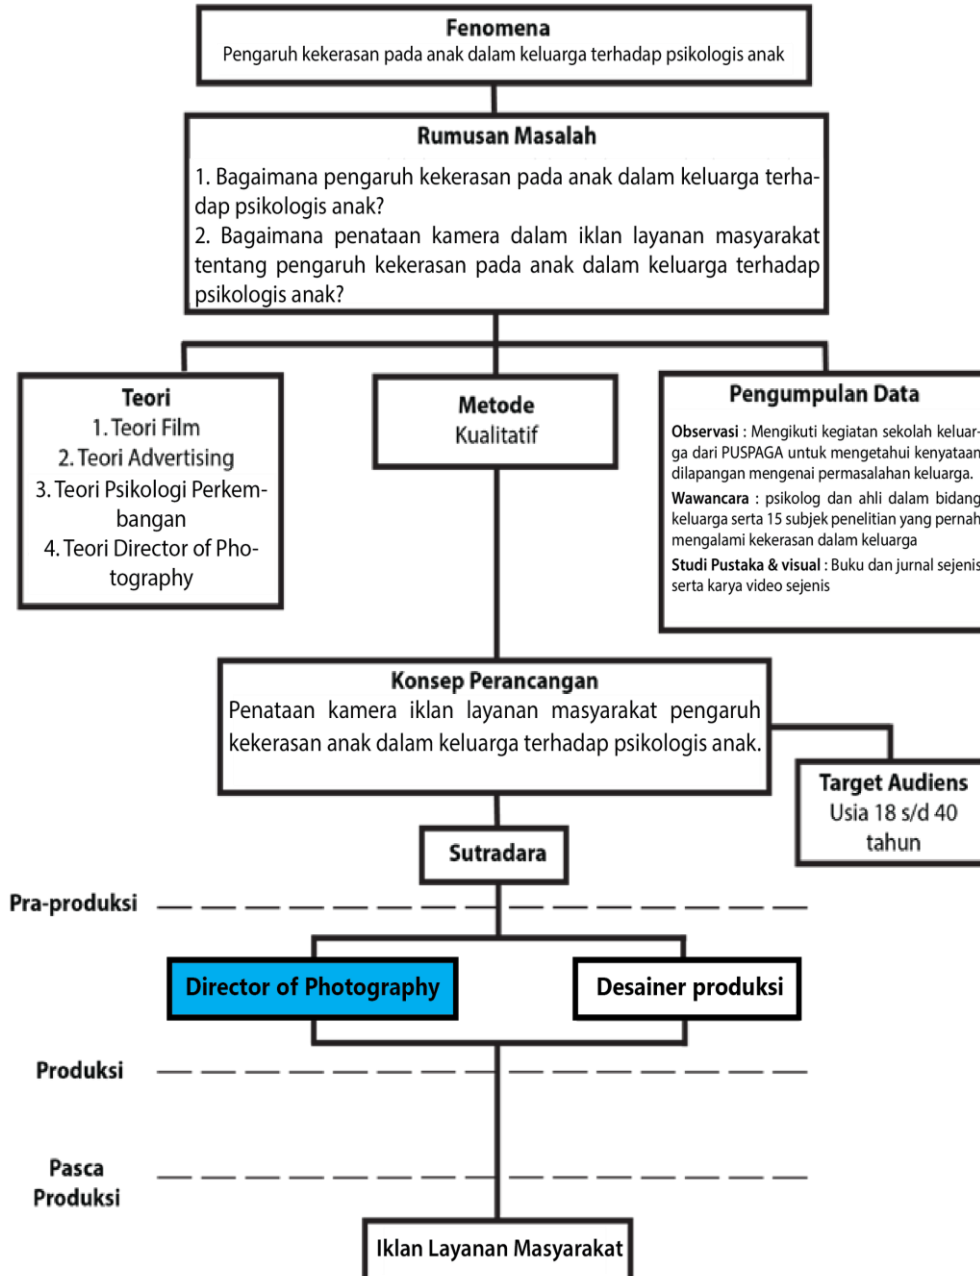 Fenomena
Pengaruh kekerasan pada anak dalam keluarga terhadap psikologis anak
Rumusan Masalah
1. Bagaimana pengaruh kekerasan pada anak dalam keluarga terha-
dap psikologis anak?
2. Bagaimana penataan kamera dalam iklan layanan masyarakat
tentang pengaruh kekerasan pada anak dalam keluarga terhadap
psikologis anak?
Teori
1. Teori Film
2. Teori Advertising
3. Teori Psikologi Perkem-
bangan
4. Teori Director of Pho-
tography
Metode
Kualitatif
Pengumpulan Data
Observasi : Mengikuti kegiatan sekolah keluar-
ga dari PUSPAGA untuk mengetahui kenyataan
dilapangan mengenai permasalahan keluarga.
Wawancara : psikolog dan ahli dalam bidang
keluarga serta 15 subjek penelitian yang pernah
mengalami kekerasan dalam keluarga
Studi Pustaka & visual : Buku dan jurnal sejenis
serta karya video sejenis
Konsep Perancangan
Penataan kamera iklan layanan masyarakat pengaruh
kekerasan anak dalam keluarga terhadap psikologis anak.
Target Audiens
Usia 18 s/d 40
tahun
Sutradara
Pra-produksi
Director of Photography
Desainer produksi
Produksi
Pasca
Produksi
Iklan Layanan Masyarakat